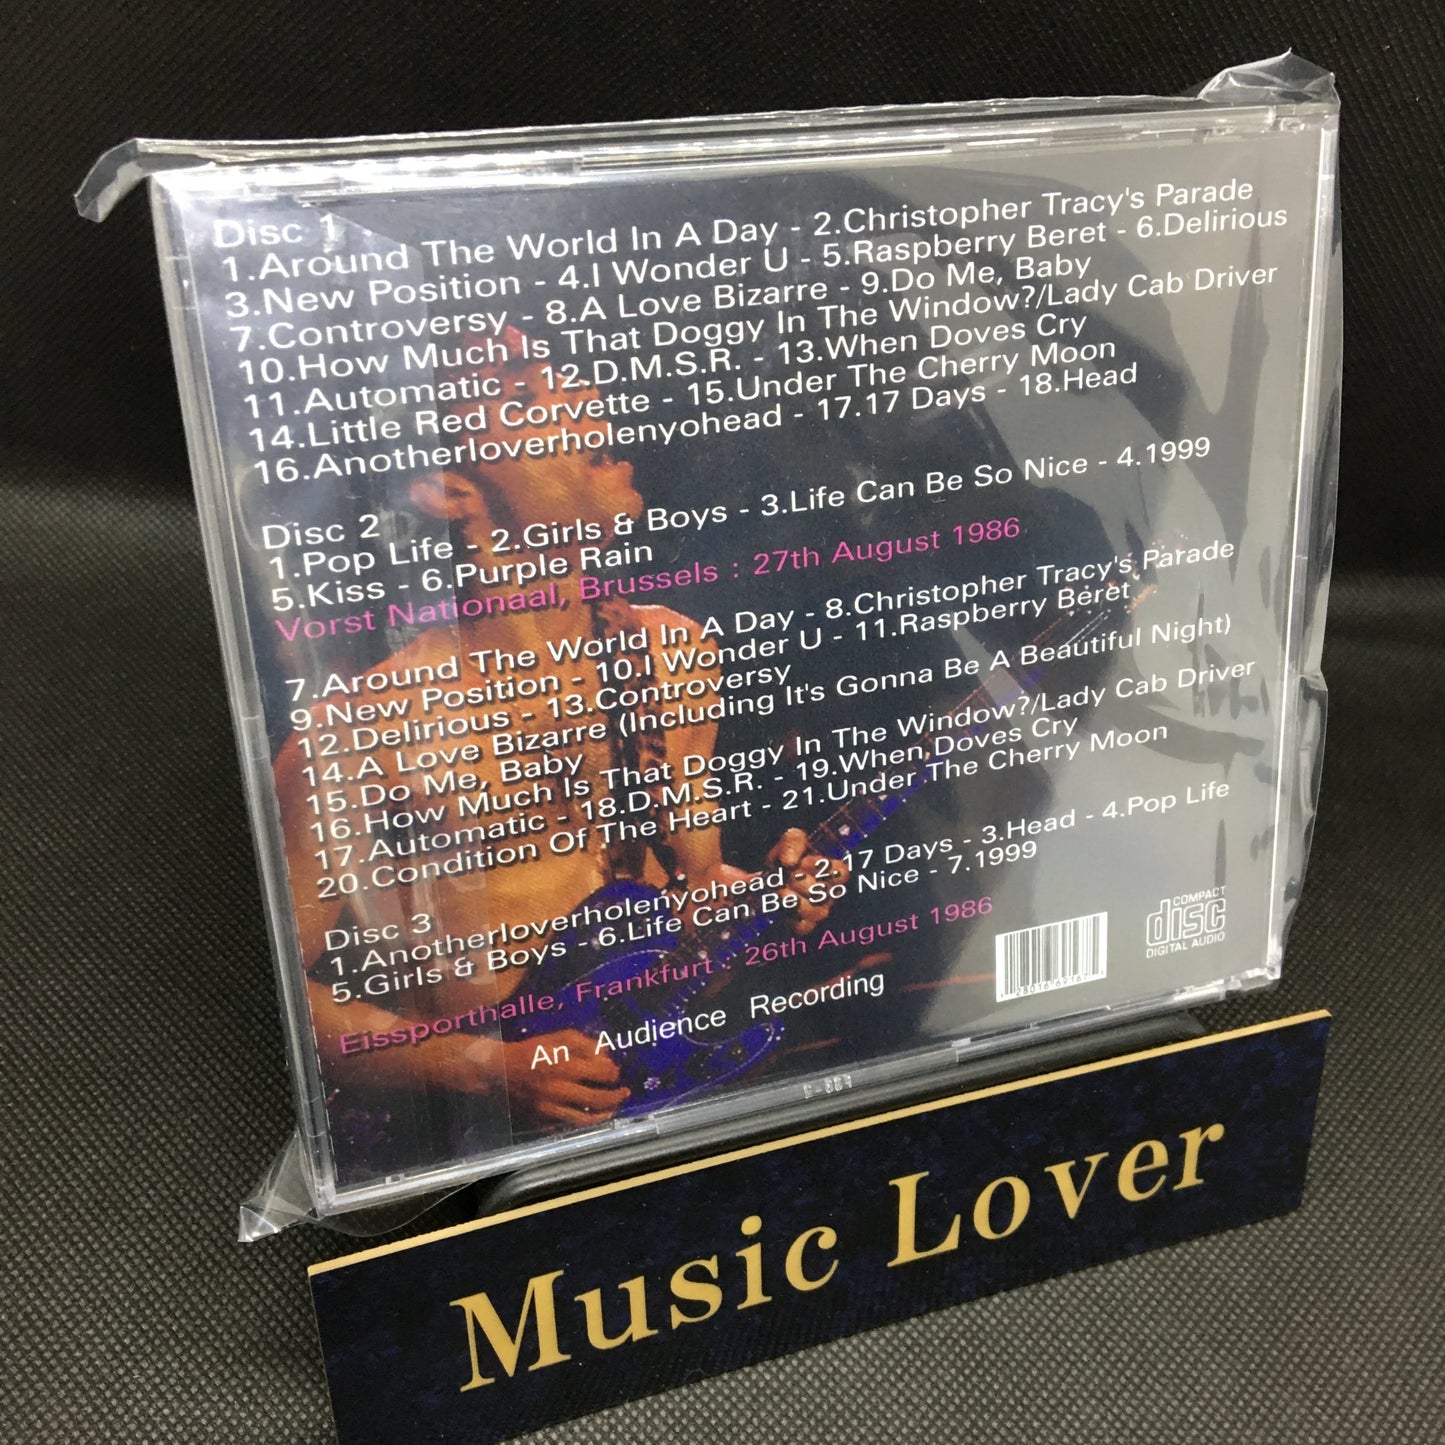 Disc 1
1.Around The World In A Day - 2.Christopher Tracy's Parade
3.New Position - 4.I Wonder U - 5.Raspberry Beret - 6.Delirious
7.Controversy - 8.A Love Bizarre - 9.Do Me, Baby
10.How Much Is That Doggy In The Window?/Lady Cab Driver
11.Automatic - 12.D.M.S.R. - 13.When Doves Cry
14.Little Red Corvette - 15.Under The Cherry Moon
16.Anotherloverholenyohead - 17.17 Days - 18.Head
Disc 2
1.Pop Life - 2.Girls & Boys - 3.Life Can Be So Nice - 4.1999
5.Kiss - 6.Purple Rain
Vorst Nationaal, Brussels : 27th August 1986
7.Around The World In A Day - 8.Christopher Tracy's Parade
9.New Position - 10.I Wonder U - 11.Raspberry Beret
12.Delirious - 13.Controversy
14.A Love Bizarre (Including It's Gonna Be A Beautiful Night)
15.Do Me, Baby
16.How Much Is That Doggy In The Window?/Lady Cab Driver
17.Automatic - 18.D.M.S.R. - 19.When Doves Cry
20.Condition Of The Heart - 21.Under The Cherry Moon
Disc 3
1.Anotherloverholenyohead - 2.17 Days - 3.Head - 4.Pop Life
5.Girls & Boys - 6.Life Can Be So Nice - 7.1999
Eissporthalle, Frankfurt : 26th August 1986
An Audience Recording
COMPACT
disc
DIGITAL AUDIO
Music Lover